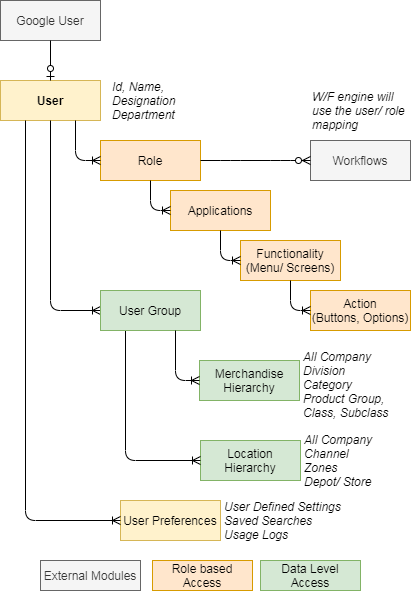 Google User
User
Id, Name,
Designation
Department
W/F engine will
use the user/ role
mapping
Role
Workflows
Applications
Functionality
(Menu/ Screens)
Action
(Buttons, Options)
User Group
Merchandise
Hierarchy
All Company
Division
Category
Product Group,
Class, Subclass
Location
Hierarchy
All Company
Channel
Zones
Depot/ Store
User Preferences
User Defined Settings
Saved Searches
Usage Logs
External Modules
Role based
Access
Data Level
Access